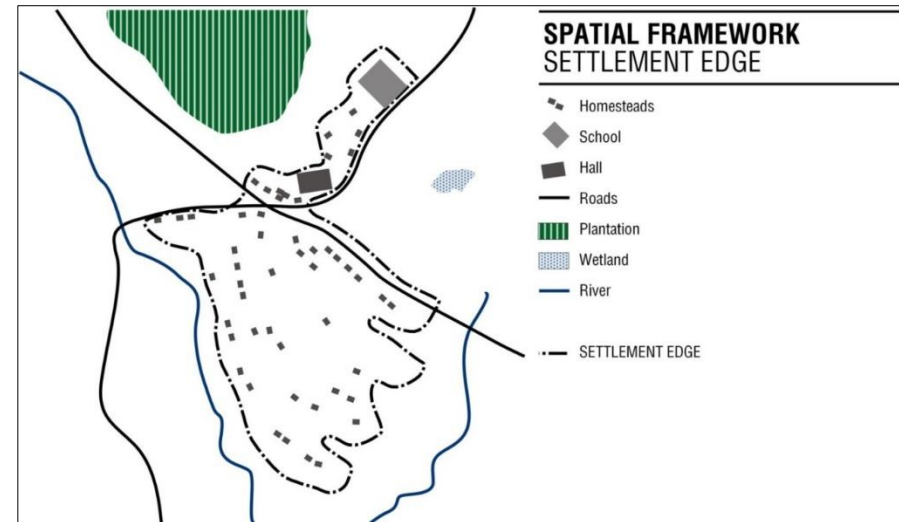 SPATIAL FRAMEWORK
SETTLEMENT EDGE
Homesteads
School
Hall
Roads
Plantation
Wetland
River
SETTLEMENT EDGE